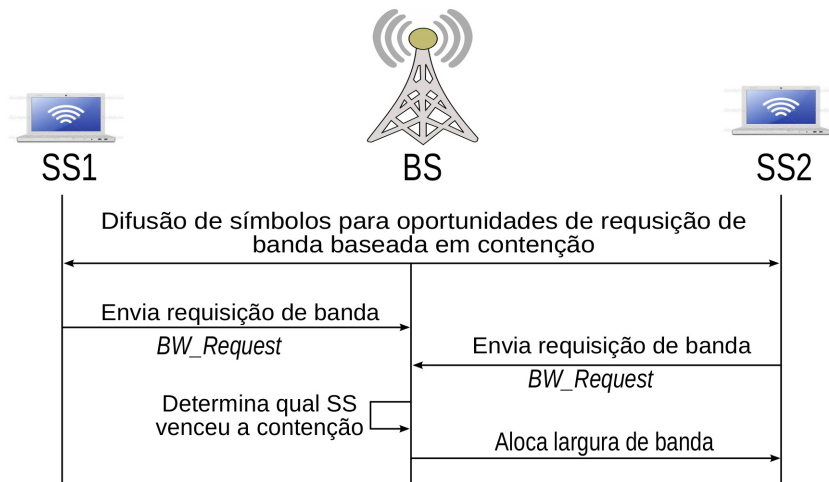 SS1
BS
SS2
Difusão de símbolos para oportunidades de requsição de
banda baseada em contenção
Envia requisição de banda
BW_Request
Envia requisição de banda
BW_Request
Determina qual SS
venceu a contenção
Aloca largura de banda